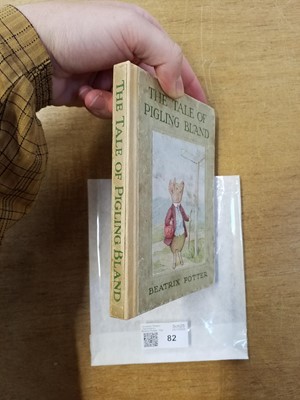 THE TALE OF
PIGLING BLAND
BEATRIX POTTER
THE TALE OF PIGLING BLAND
82